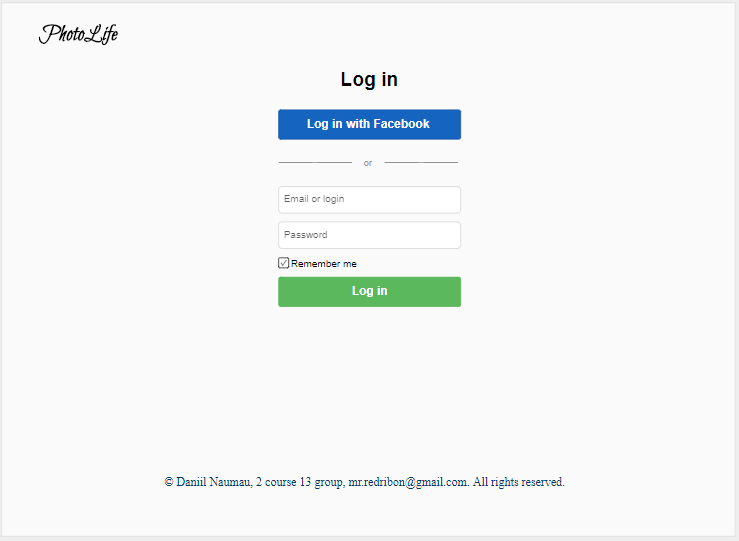 PhotoLife
Log in
Log in with Facebook
or
Email or login
Password
Remember me
Log in
© Daniil Naumau, 2 course 13 group, mr.redribon@gmail.com. All rights reserved.